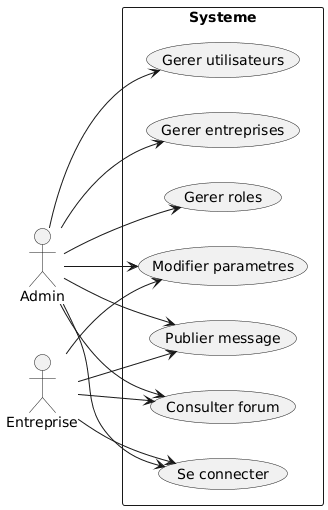 Systeme
Gerer utilisateurs
Gerer entreprises
Gerer roles
Modifier parametres
Admin
Publier message
Consulter forum
Entreprise
Se connecter